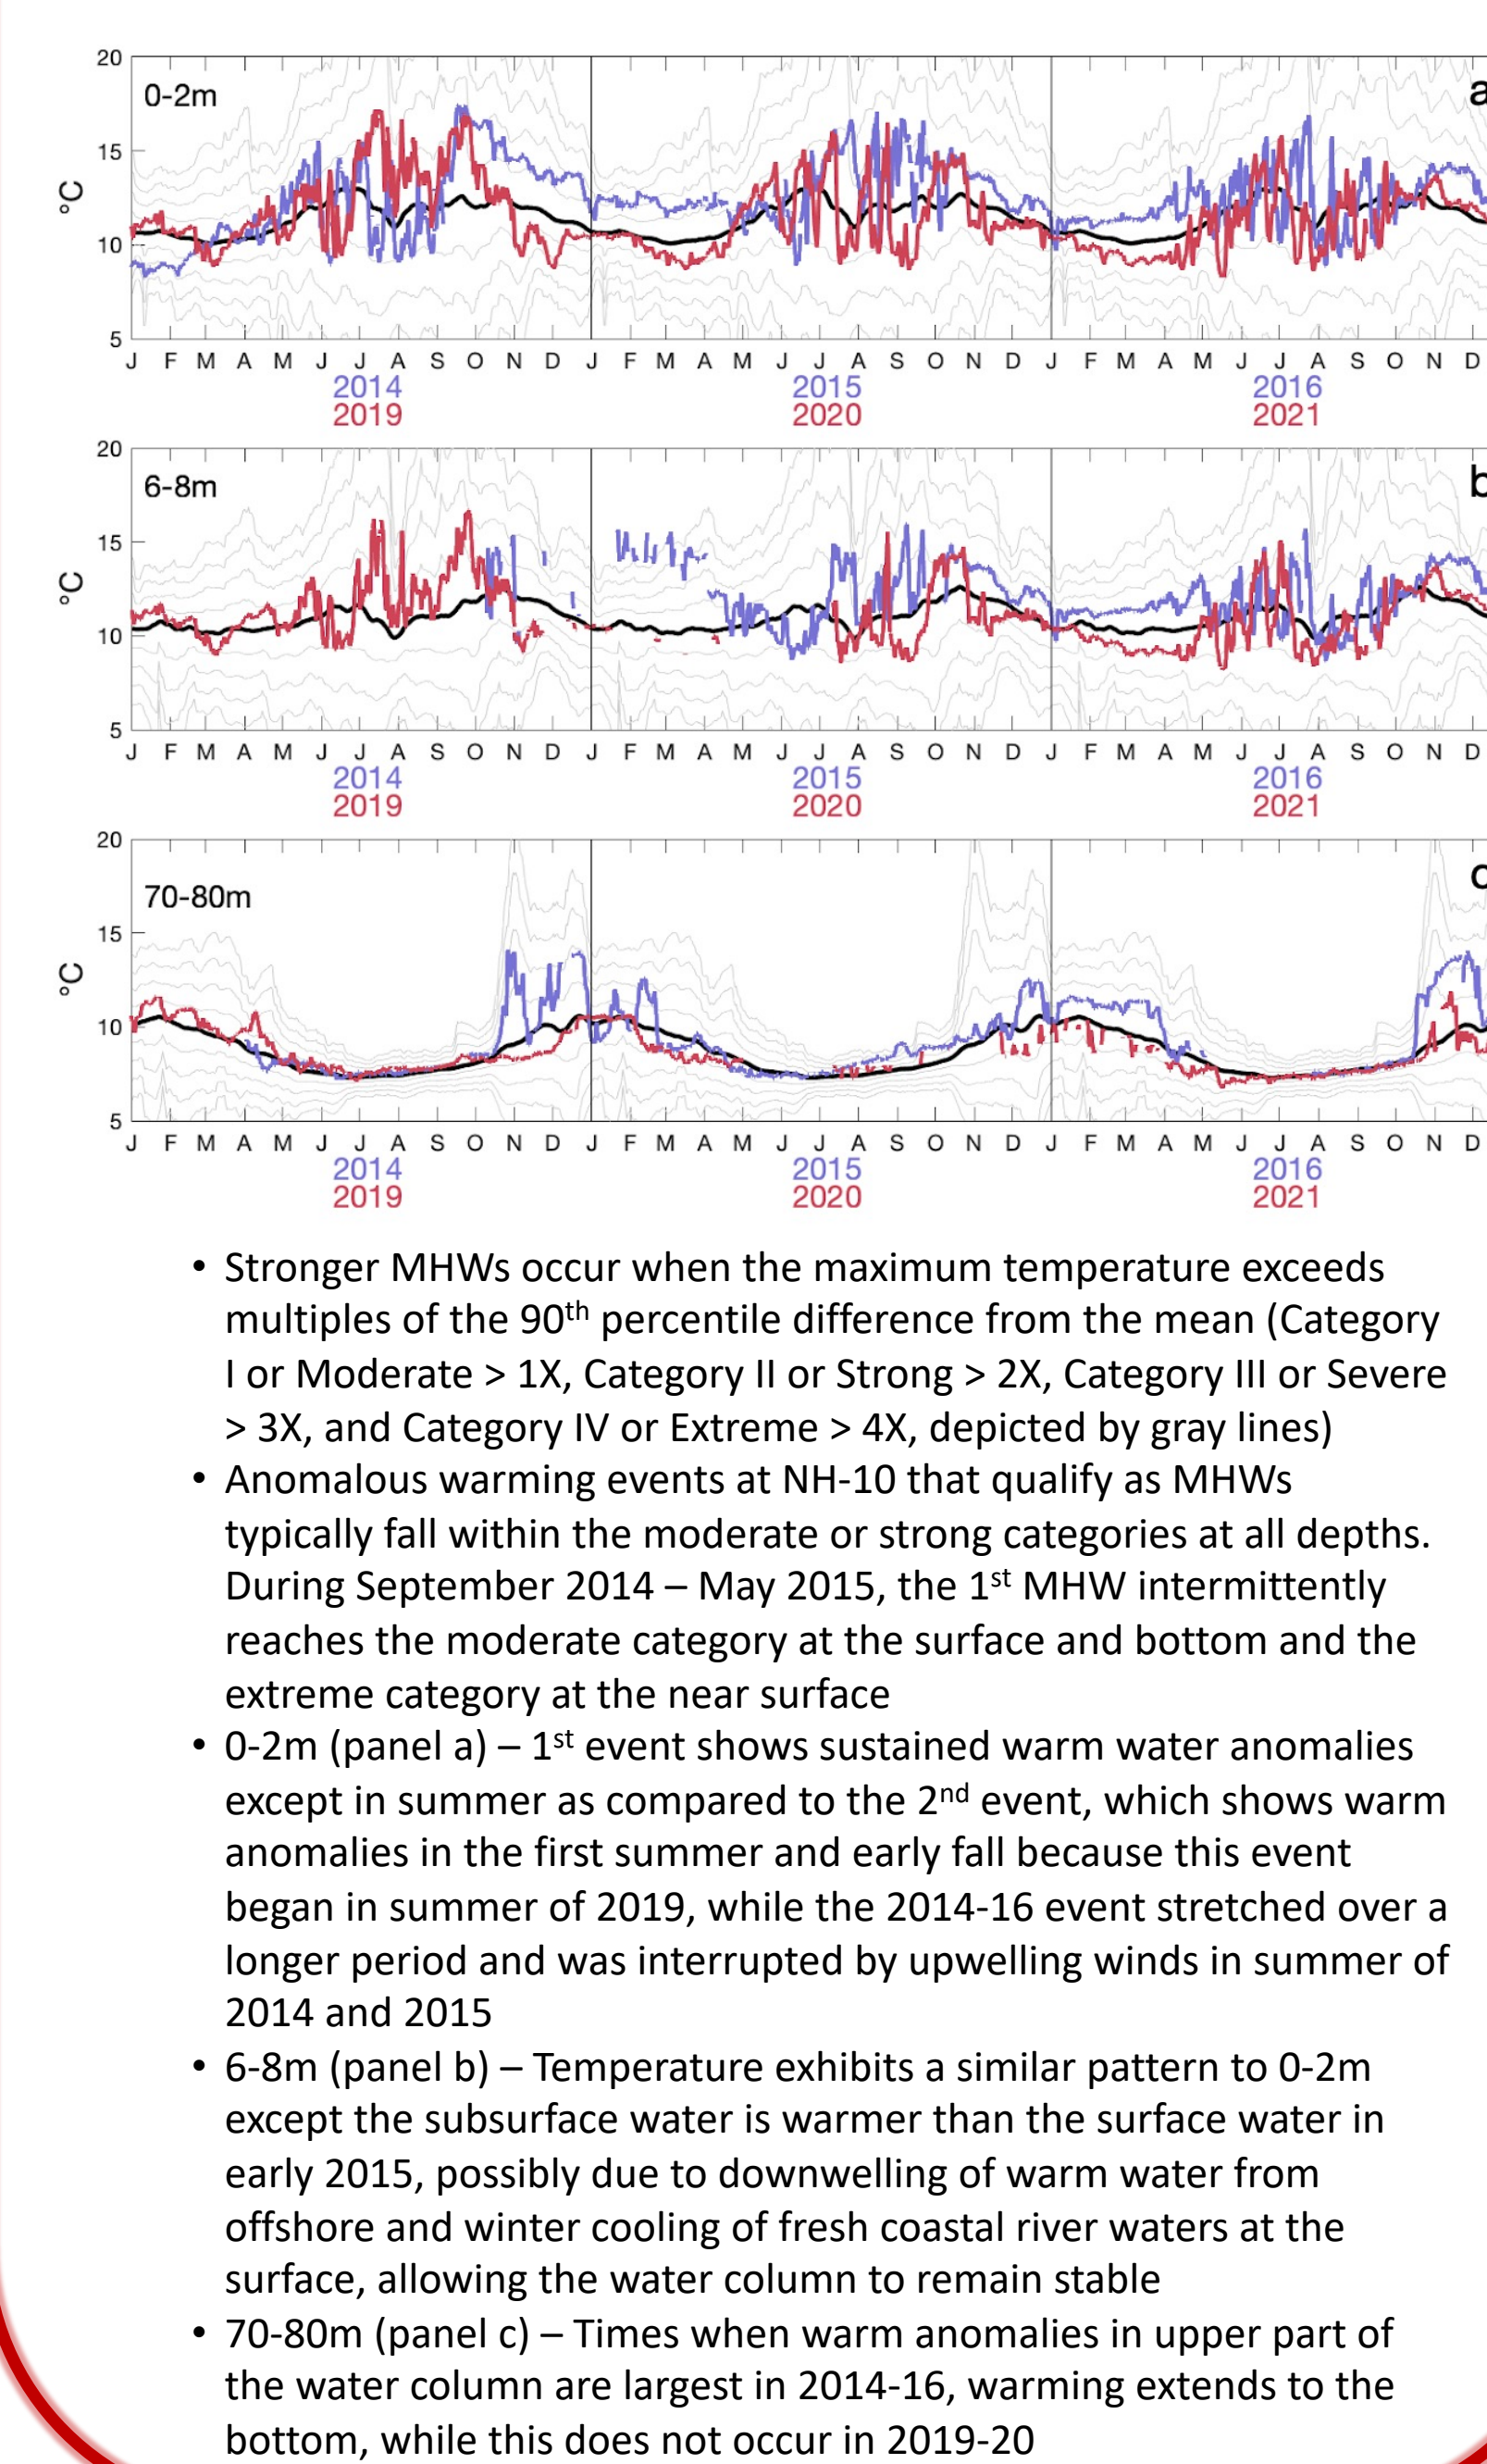 20
0-2m
a
15
°C
10
5
J F M A M J J A S O N D J F M A M J J A S O N D J F M A M J J A S O N D
2014 2015 2016
2019 2020 2021
20
6-8m
b
15
°C
10
5
J F M A M J J A S O N D J F M A M J J A S O N D J F M A M J J A S O N D
2014 2015 2016
2019 2020 2021
20
70-80m
15
°C
10
5
J F M A M J J A S O N D J F M A M J J A S O N D J F M A M J J A S O N D
2014 2015 2016
2019 2020 2021
• Stronger MHWs occur when the maximum temperature exceeds
multiples of the 90th percentile difference from the mean (Category
I or Moderate > 1X, Category II or Strong > 2X, Category III or Severe
> 3X, and Category IV or Extreme > 4X, depicted by gray lines)
• Anomalous warming events at NH-10 that qualify as MHWs
typically fall within the moderate or strong categories at all depths.
During September 2014 – May 2015, the 1st MHW intermittently
reaches the moderate category at the surface and bottom and the
extreme category at the near surface
• 0-2m (panel a) – 1st event shows sustained warm water anomalies
except in summer as compared to the 2nd event, which shows warm
anomalies in the first summer and early fall because this event
began in summer of 2019, while the 2014-16 event stretched over a
longer period and was interrupted by upwelling winds in summer of
2014 and 2015
• 6-8m (panel b) – Temperature exhibits a similar pattern to 0-2m
except the subsurface water is warmer than the surface water in
early 2015, possibly due to downwelling of warm water from
offshore and winter cooling of fresh coastal river waters at the
surface, allowing the water column to remain stable
• 70-80m (panel c) – Times when warm anomalies in upper part of
the water column are largest in 2014-16, warming extends to the
bottom, while this does not occur in 2019-20